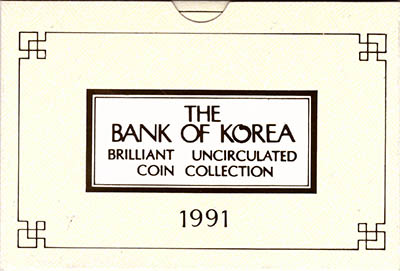 THE
BANK OF KOREA
BRILLIANT UNCIRCULATED
COIN COLLECTION
1991